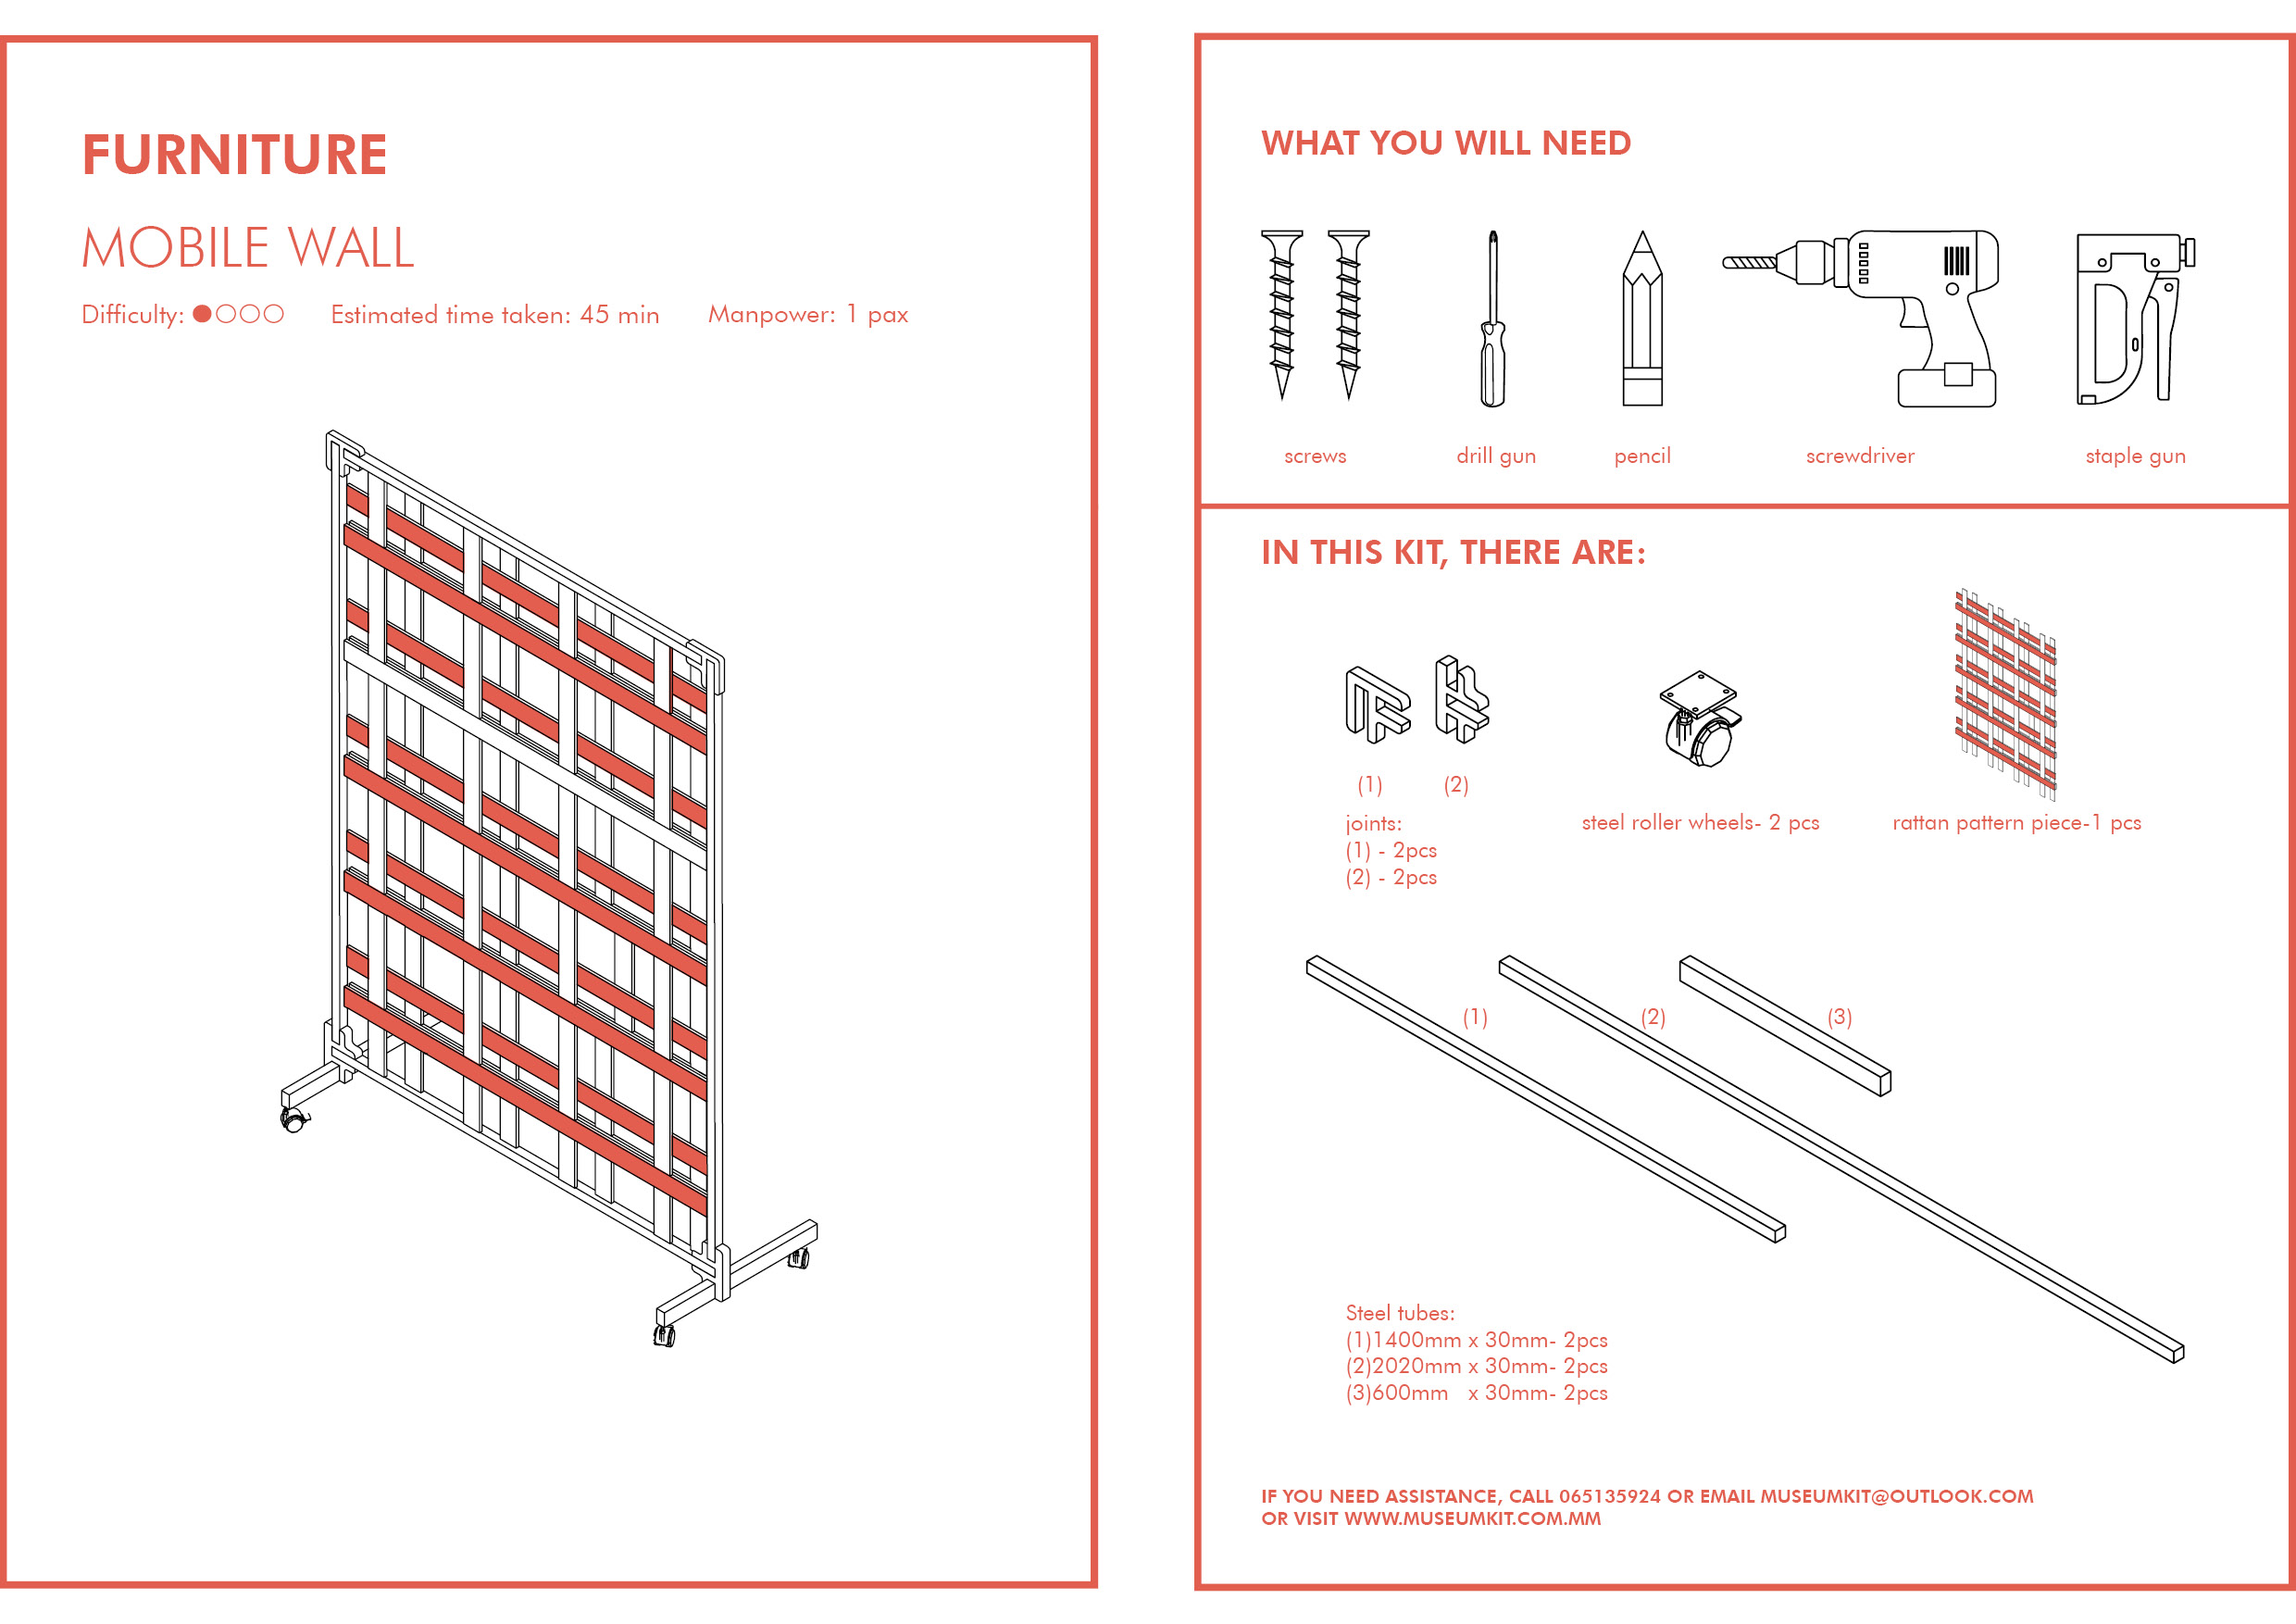 FURNITURE
MOBILE WALL
Difficulty:
Estimated time taken: 45 min
Manpower: 1 pax
WHAT YOU WILL NEED
screws
drill gun
pencil
screwdriver
staple gun
IN THIS KIT, THERE ARE:
(1)
(2)
joints:
(1) - 2pcs
(2) - 2pcs
steel roller wheels- 2 pcs
rattan pattern piece-1 pcs
(1)
(2)
(3)
Steel tubes:
(1)1400mm x 30mm- 2pcs
(2)2020mm x 30mm- 2pcs
(3)600mm x 30mm- 2pcs
IF YOU NEED ASSISTANCE, CALL 065135924 OR EMAIL MUSEUMKIT@OUTLOOK.COM
OR VISIT WWW.MUSEUMKIT.COM.MM